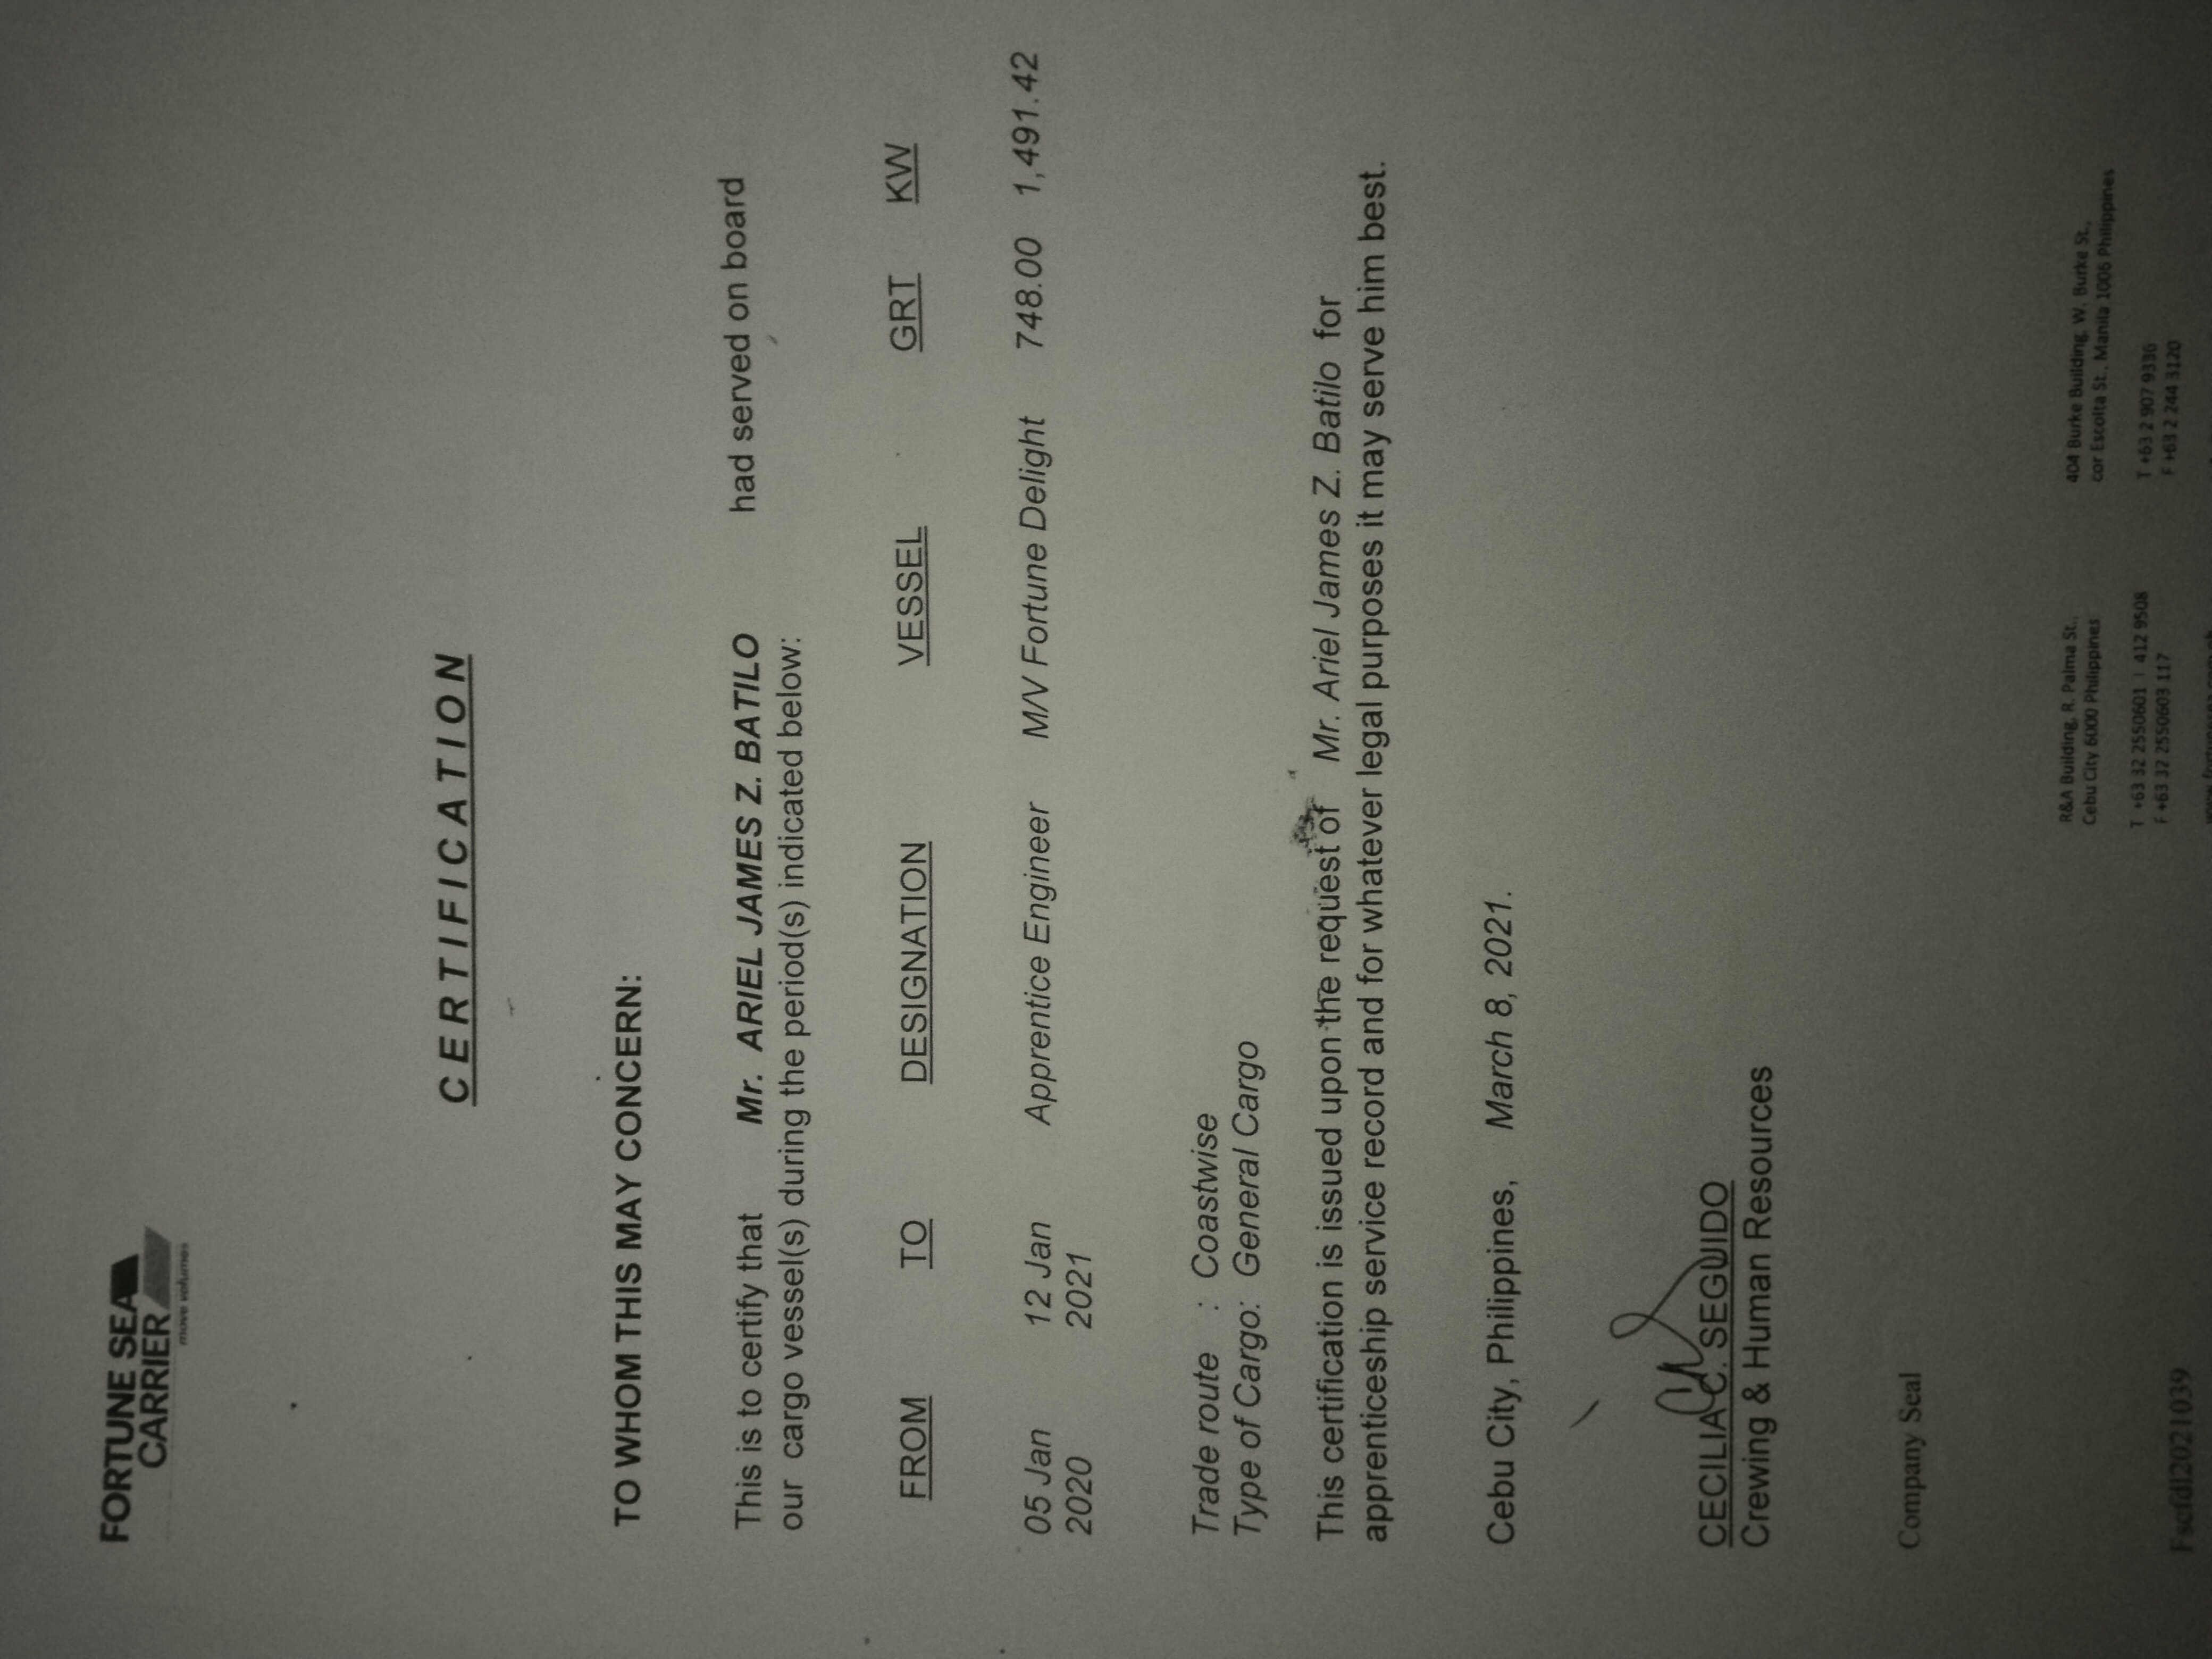 FORTUNE SEA
CARRIER
move volumes
CERTIFICATION
TO WHOM THIS MAY CONCERN:
This is to certify that Mr. ARIEL JAMES Z. BATILO had served on board
our cargo vessel(s) during the period(s) indicated below:
FROM TO DESIGNATION VESSEL GRT KW
05 Jan 12 Jan Apprentice Engineer M/V Fortune Delight 748.00 1,491.42
2020 2021
Trade route : Coastwise
Type of Cargo: General Cargo
This certification is issued upon the request of Mr. Ariel James Z. Batilo for
apprenticeship service record and for whatever legal purposes it may serve him best.
Cebu City, Philippines, March 8, 2021.
CECILIA C. SEGUIDO
Crewing & Human Resources
Company Seal
R&A Building, R. Palma St.,
Cebu City 6000 Philippines
T +63 32 2550601 | 412 9508
F +63 32 2550603 117
404 Burke Building, W. Burke St.,
cor Escolta St., Manila 1006 Philippines
T +63 2 907 9336
F +63 2 244 3120
Fscfdl2021039